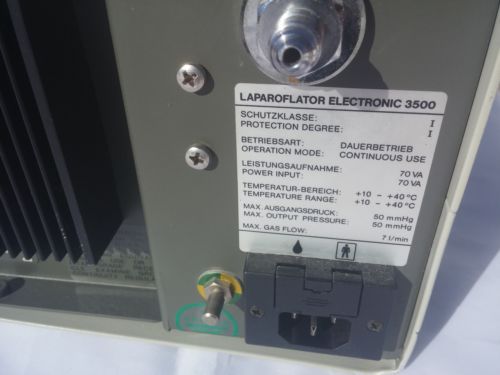 LAPAROFLATOR ELECTRONIC 3500
SCHUTZKLASSE: I
PROTECTION DEGREE: I
BETRIEBSART: DAUERBETRIEB
OPERATION MODE: CONTINUOUS USE
LEISTUNGSAUFNAHME: 70 VA
POWER INPUT: 70 VA
TEMPERATUR-BEREICH: +10 - +40 °C
TEMPERATURE RANGE: +10 - +40 °C
MAX. AUSGANGSDRUCK: 50 mmHg
MAX. OUTPUT PRESSURE: 50 mmHg
MAX. GAS FLOW: 7 l/min